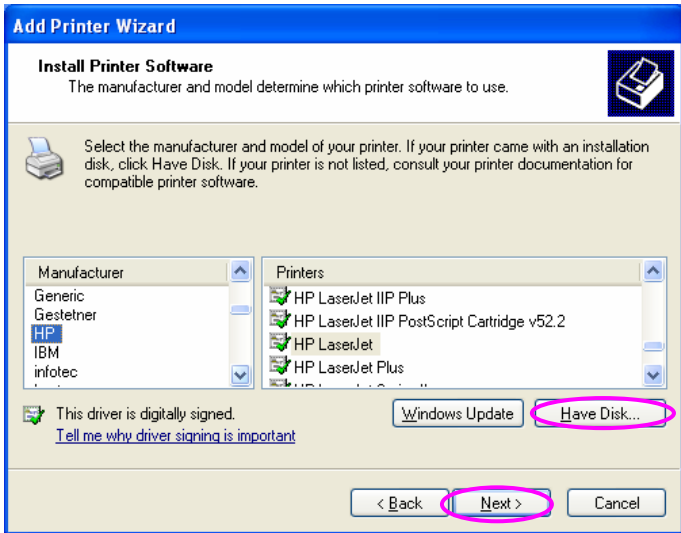 Add Printer Wizard
Install Printer Software
The manufacturer and model determine which printer software to use.
Select the manufacturer and model of your printer. If your printer came with an installation
disk, click Have Disk. If your printer is not listed, consult your printer documentation for
compatible printer software.
Manufacturer
Generic
Gestetner
HP
IBM
infotec
Printers
HP LaserJet IIP Plus
HP LaserJet IIP PostScript Cartridge v52.2
HP LaserJet
HP LaserJet Plus
This driver is digitally signed.
Tell me why driver signing is important
Windows Update
Have Disk...
< Back
Next >
Cancel